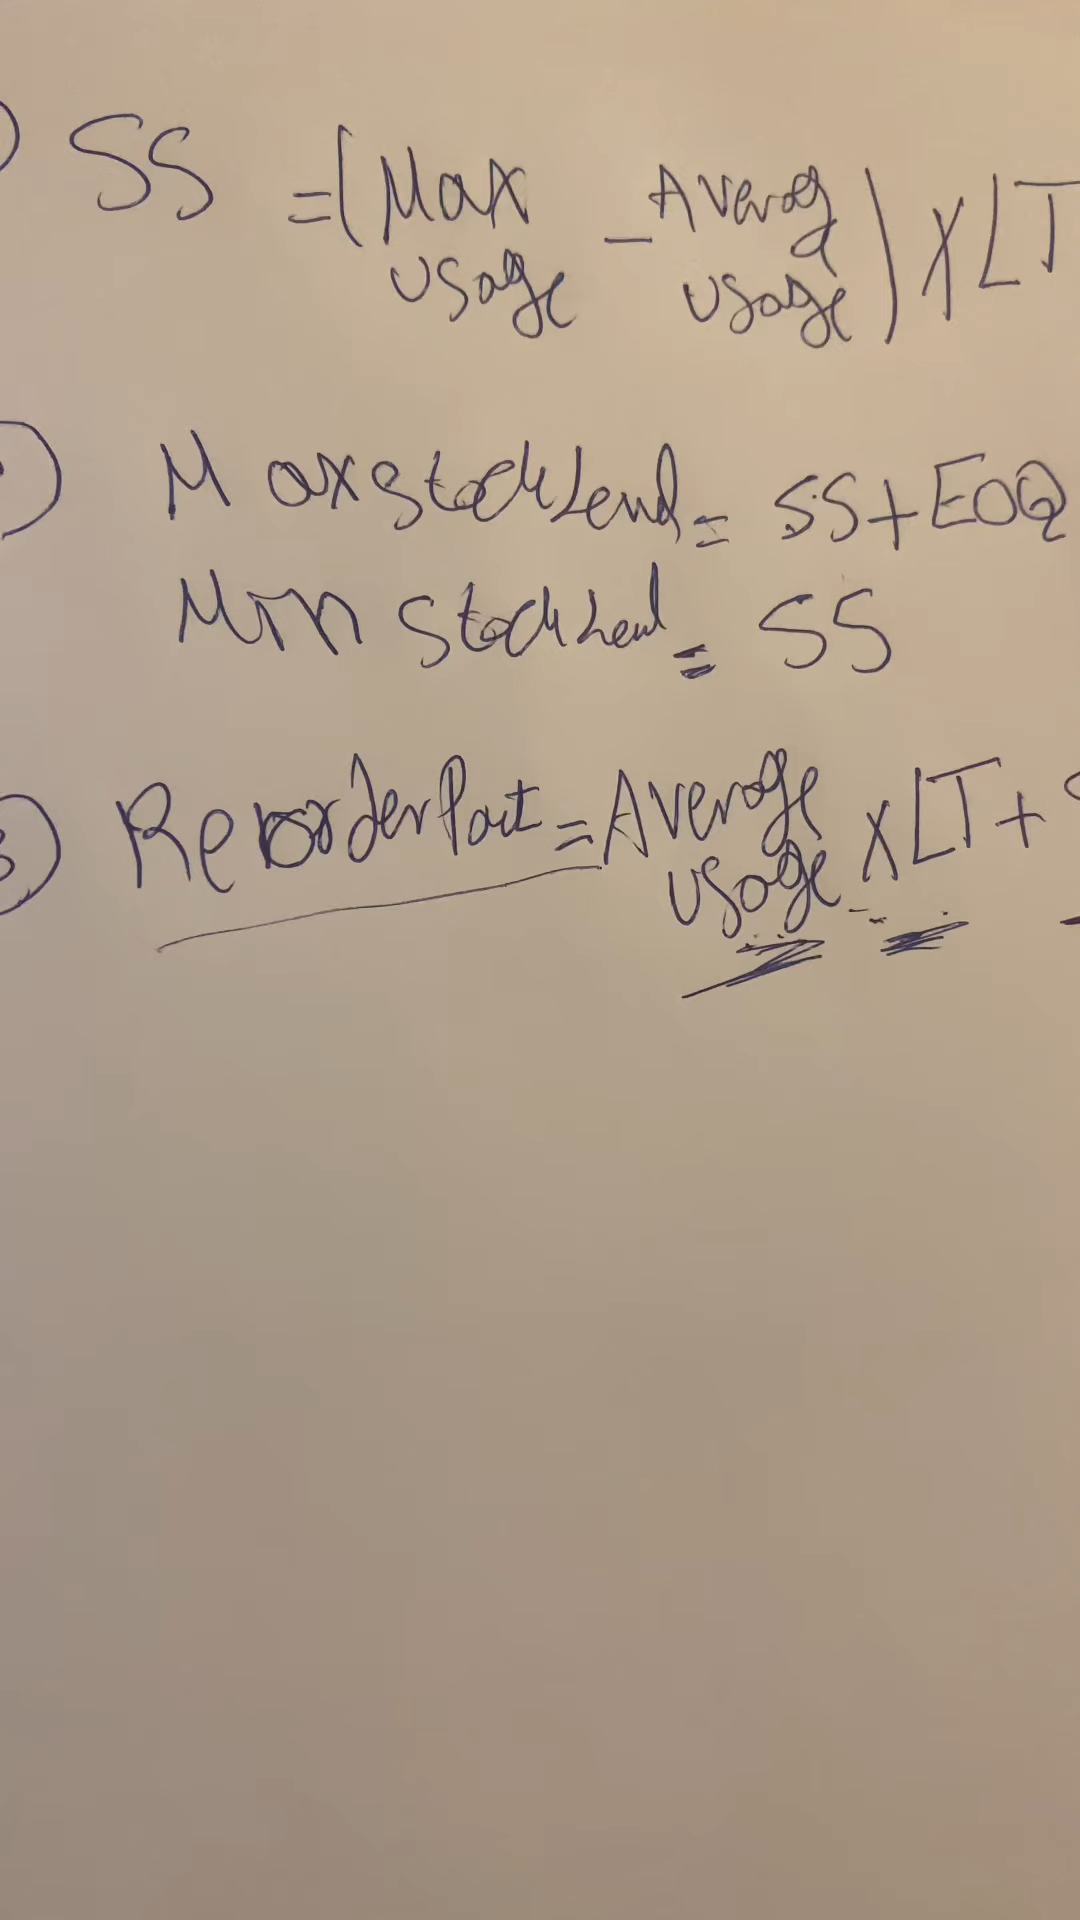 SS = (Max usage - Average usage) x LT
Max stock Level = SS + EOQ
Min stock Level = SS
3) Reorder Point = Average usage x LT + S